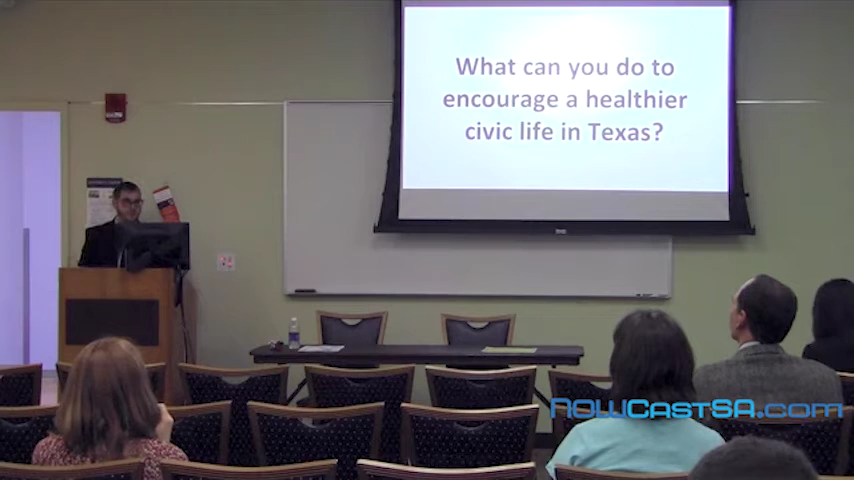 What can you do to
encourage a healthier
civic life in Texas?
NOWCastSA.com